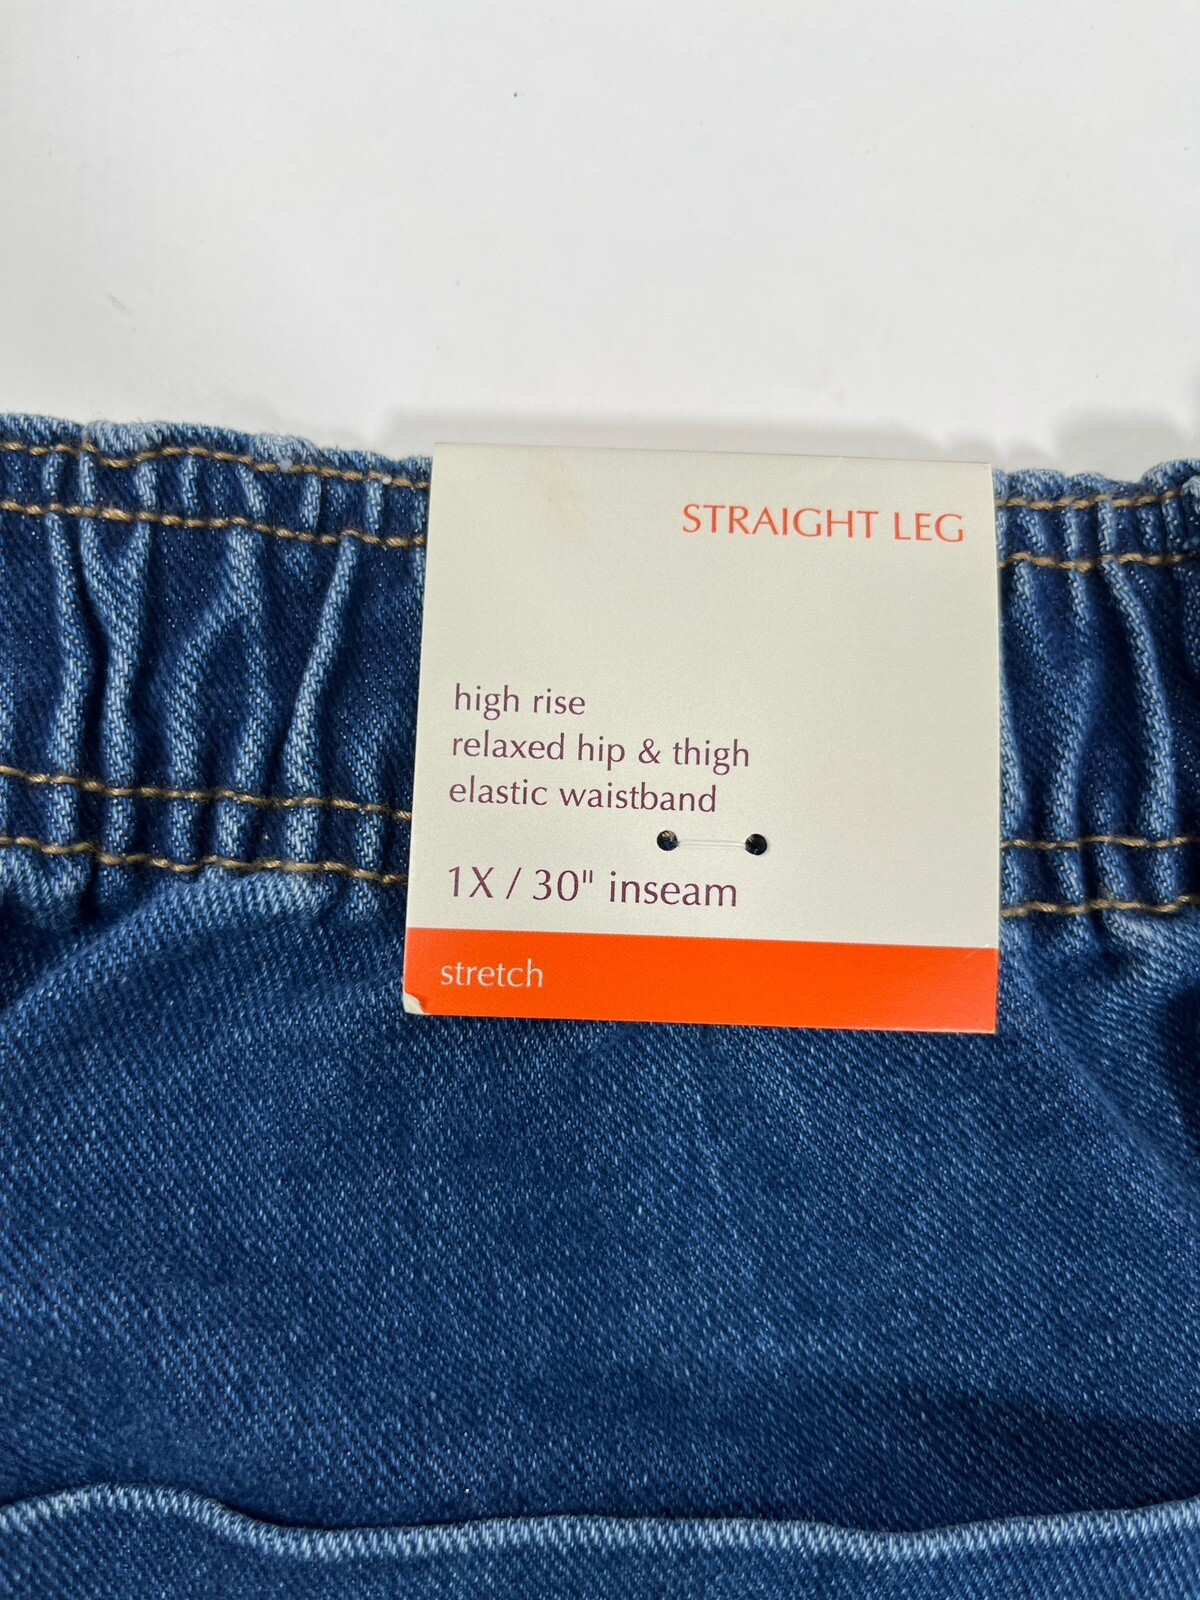 STRAIGHT LEG
high rise
relaxed hip & thigh
elastic waistband
1X / 30" inseam
stretch